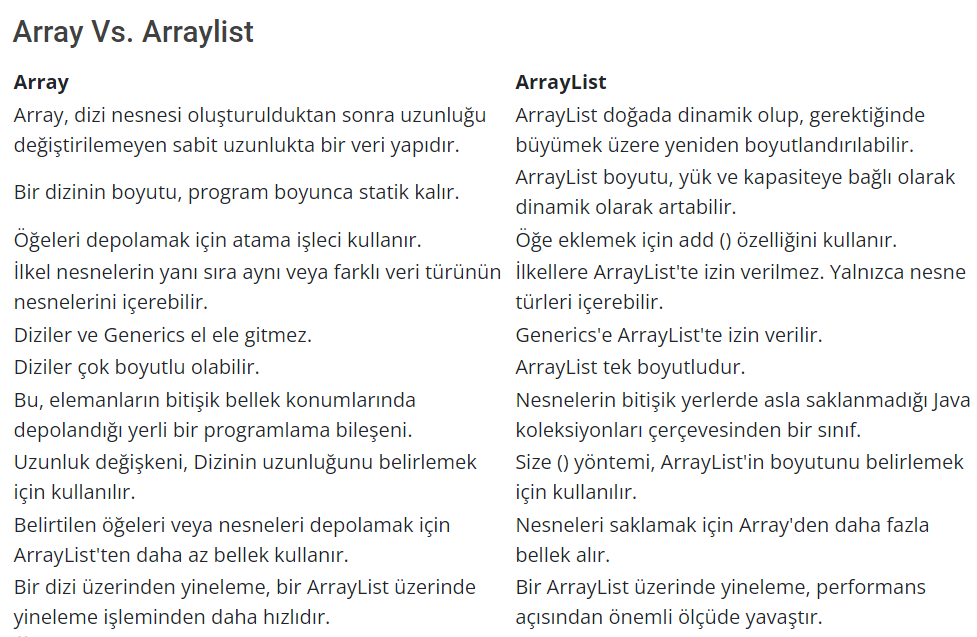 Array Vs. Arraylist
Array
ArrayList
Array, dizi nesnesi oluşturulduktan sonra uzunluğu
değiştirilemeyen sabit uzunlukta bir veri yapıdır.
ArrayList doğada dinamik olup, gerektiğinde
büyümek üzere yeniden boyutlandırılabilir.
Bir dizinin boyutu, program boyunca statik kalır.
ArrayList boyutu, yük ve kapasiteye bağlı olarak
dinamik olarak artabilir.
Öğeleri depolamak için atama işleci kullanır.
Öğe eklemek için add () özelliğini kullanır.
İlkel nesnelerin yanı sıra aynı veya farklı veri türünün
nesnelerini içerebilir.
İlkellere ArrayList'te izin verilmez. Yalnızca nesne
türleri içerebilir.
Diziler ve Generics el ele gitmez.
Generics'e ArrayList'te izin verilir.
Diziler çok boyutlu olabilir.
ArrayList tek boyutludur.
Bu, elemanların bitişik bellek konumlarında
depolandığı yerli bir programlama bileşeni.
Nesnelerin bitişik yerlerde asla saklanmadığı Java
koleksiyonları çerçevesinden bir sınıf.
Uzunluk değişkeni, Dizinin uzunluğunu belirlemek
için kullanılır.
Size () yöntemi, ArrayList'in boyutunu belirlemek
için kullanılır.
Belirtilen öğeleri veya nesneleri depolamak için
ArrayList'ten daha az bellek kullanır.
Nesneleri saklamak için Array'den daha fazla
bellek alır.
Bir dizi üzerinden yineleme, bir ArrayList üzerinde
yineleme işleminden daha hızlıdır.
Bir ArrayList üzerinde yineleme, performans
açısından önemli ölçüde yavaştır.